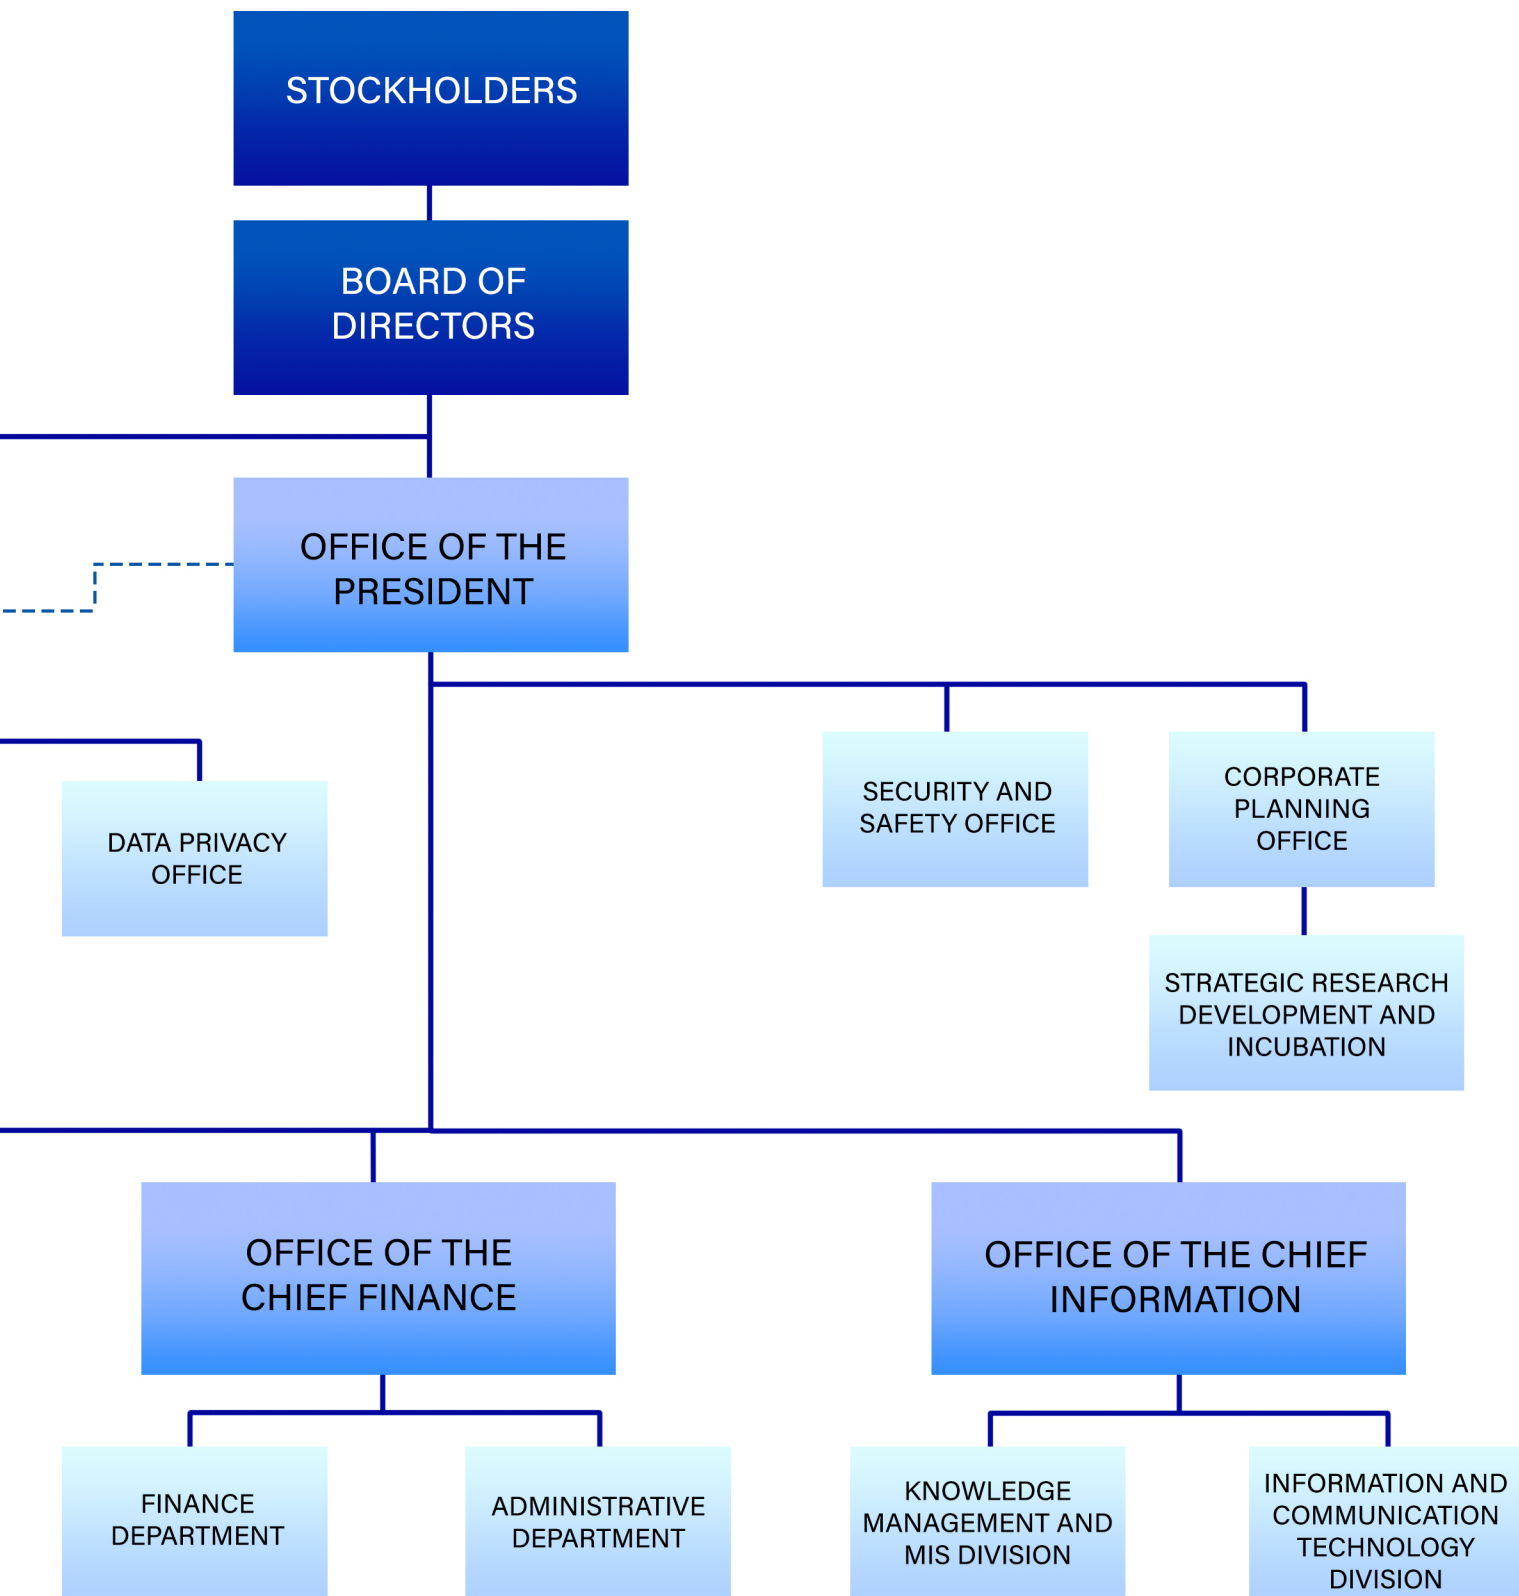 STOCKHOLDERS
BOARD OF
DIRECTORS
OFFICE OF THE
PRESIDENT
SECURITY AND
SAFETY OFFICE
CORPORATE
PLANNING
OFFICE
DATA PRIVACY
OFFICE
STRATEGIC RESEARCH
DEVELOPMENT AND
INCUBATION
OFFICE OF THE
CHIEF FINANCE
OFFICE OF THE CHIEF
INFORMATION
FINANCE
DEPARTMENT
ADMINISTRATIVE
DEPARTMENT
KNOWLEDGE
MANAGEMENT AND
MIS DIVISION
INFORMATION AND
COMMUNICATION
TECHNOLOGY
DIVISION